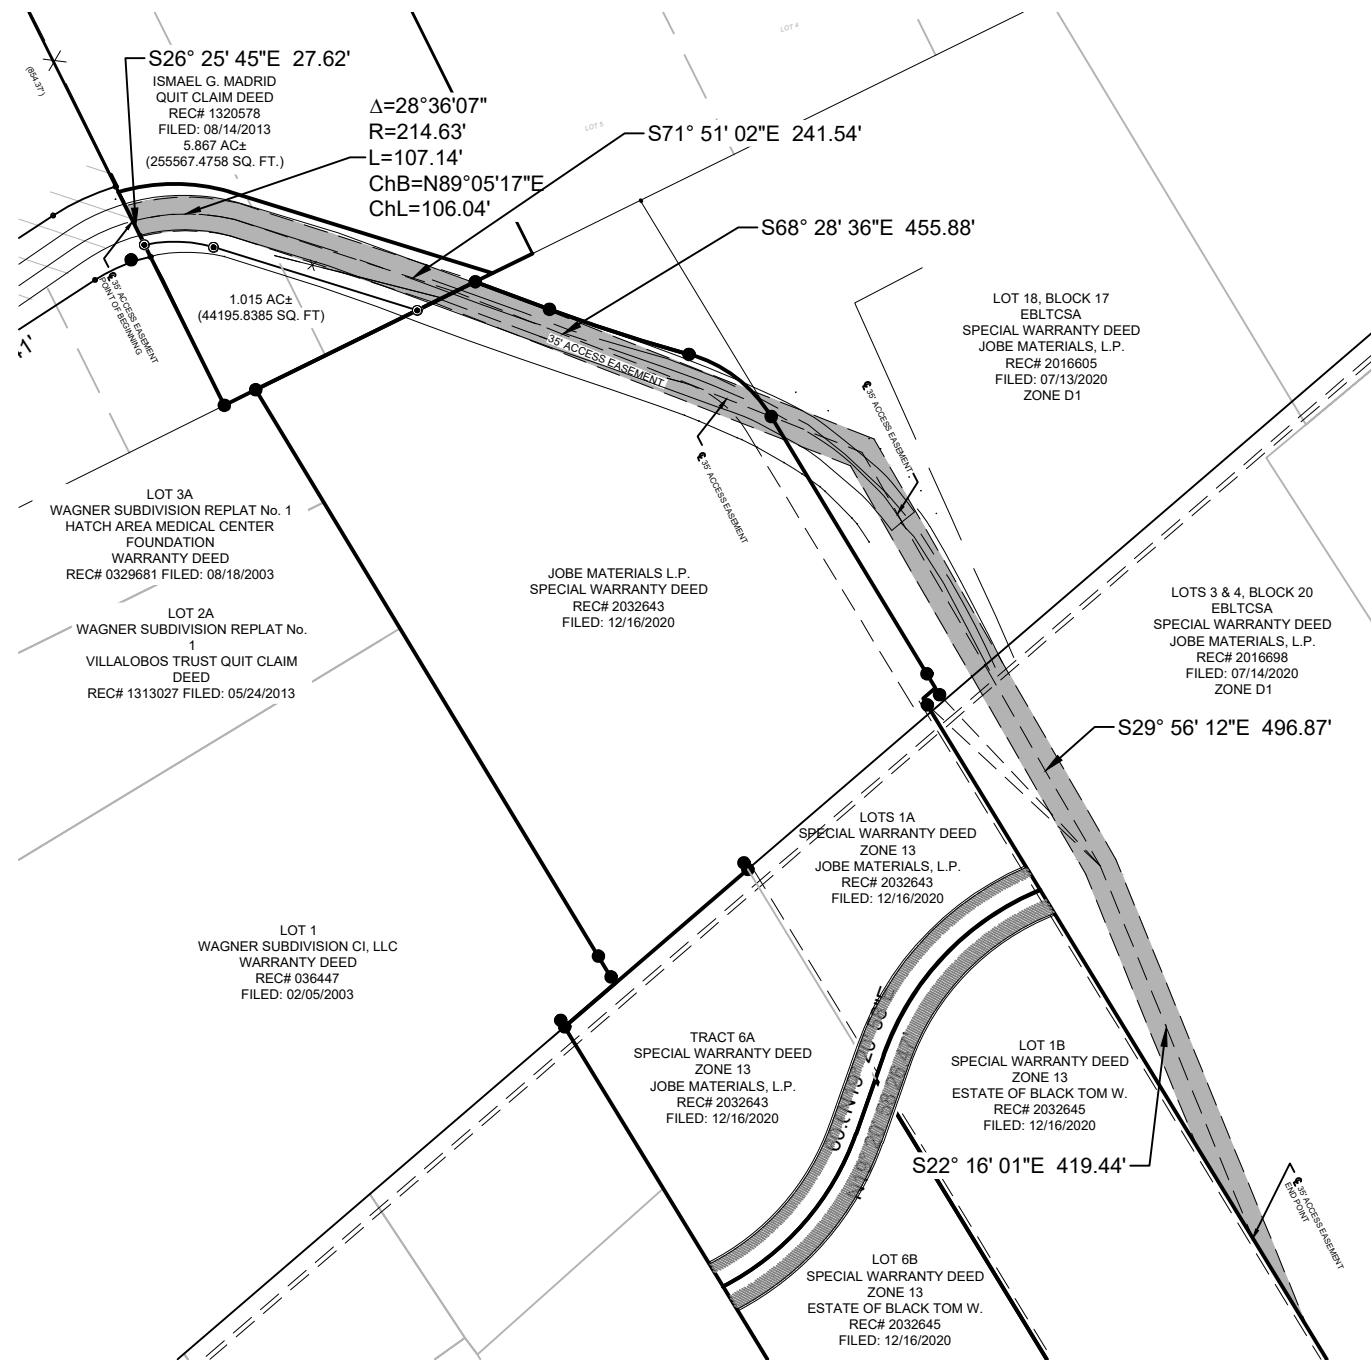 LOT 4
LOT 5
(854.37')
S26° 25' 45"E 27.62'
ISMAEL G. MADRID
QUIT CLAIM DEED
REC# 1320578
FILED: 08/14/2013
5.867 AC±
(255567.4758 SQ. FT.)
Δ=28°36'07"
R=214.63'
L=107.14'
ChB=N89°05'17"E
ChL=106.04'
S71° 51' 02"E 241.54'
S68° 28' 36"E 455.88'
℄ 35' ACCESS EASEMENT
POINT OF BEGINNING
1.015 AC±
(44195.8385 SQ. FT)
35' ACCESS EASEMENT
LOT 18, BLOCK 17
EBLTCSA
SPECIAL WARRANTY DEED
JOBE MATERIALS, L.P.
REC# 2016605
FILED: 07/13/2020
ZONE D1
℄ 35' ACCESS EASEMENT
℄ 35' ACCESS EASEMENT
LOT 3A
WAGNER SUBDIVISION REPLAT No. 1
HATCH AREA MEDICAL CENTER
FOUNDATION
WARRANTY DEED
REC# 0329681 FILED: 08/18/2003
LOT 2A
WAGNER SUBDIVISION REPLAT No.
1
VILLALOBOS TRUST QUIT CLAIM
DEED
REC# 1313027 FILED: 05/24/2013
JOBE MATERIALS L.P.
SPECIAL WARRANTY DEED
REC# 2032643
FILED: 12/16/2020
LOTS 3 & 4, BLOCK 20
EBLTCSA
SPECIAL WARRANTY DEED
JOBE MATERIALS, L.P.
REC# 2016698
FILED: 07/14/2020
ZONE D1
S29° 56' 12"E 496.87'
LOTS 1A
SPECIAL WARRANTY DEED
ZONE 13
JOBE MATERIALS, L.P.
REC# 2032643
FILED: 12/16/2020
LOT 1
WAGNER SUBDIVISION CI, LLC
WARRANTY DEED
REC# 036447
FILED: 02/05/2003
TRACT 6A
SPECIAL WARRANTY DEED
ZONE 13
JOBE MATERIALS, L.P.
REC# 2032643
FILED: 12/16/2020
LOT 1B
SPECIAL WARRANTY DEED
ZONE 13
ESTATE OF BLACK TOM W.
REC# 2032645
FILED: 12/16/2020
S22° 16' 01"E 419.44'
℄ 35' ACCESS EASEMENT
END POINT
LOT 6B
SPECIAL WARRANTY DEED
ZONE 13
ESTATE OF BLACK TOM W.
REC# 2032645
FILED: 12/16/2020